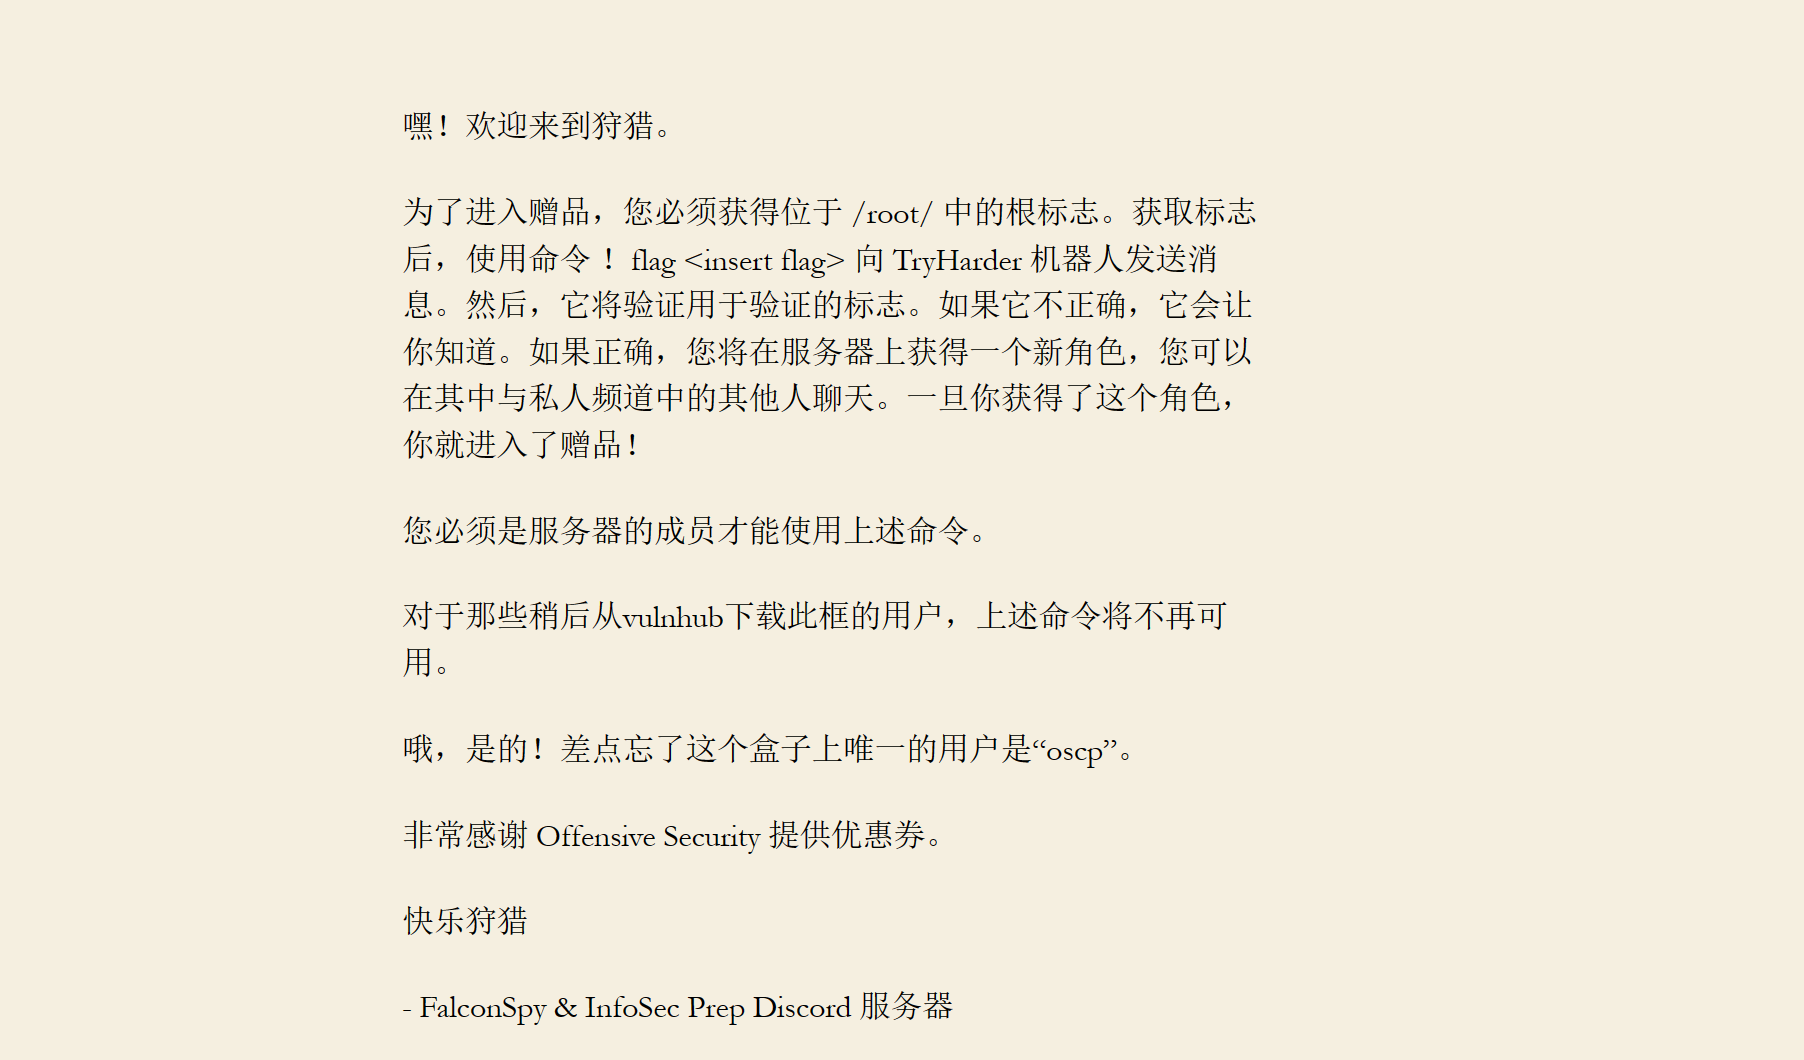 嘿！欢迎来到狩猎。
为了进入赠品，您必须获得位于 /root/ 中的根标志。获取标志
后，使用命令 ！flag <insert flag> 向 TryHarder 机器人发送消
息。然后，它将验证用于验证的标志。如果它不正确，它会让
你知道。如果正确，您将在服务器上获得一个新角色，您可以
在其中与私人频道中的其他人聊天。一旦你获得了这个角色，
你就进入了赠品！
您必须是服务器的成员才能使用上述命令。
对于那些稍后从vulnhub下载此框的用户，上述命令将不再可
用。
哦，是的！差点忘了这个盒子上唯一的用户是“oscp”。
非常感谢 Offensive Security 提供优惠券。
快乐狩猎
- FalconSpy & InfoSec Prep Discord 服务器